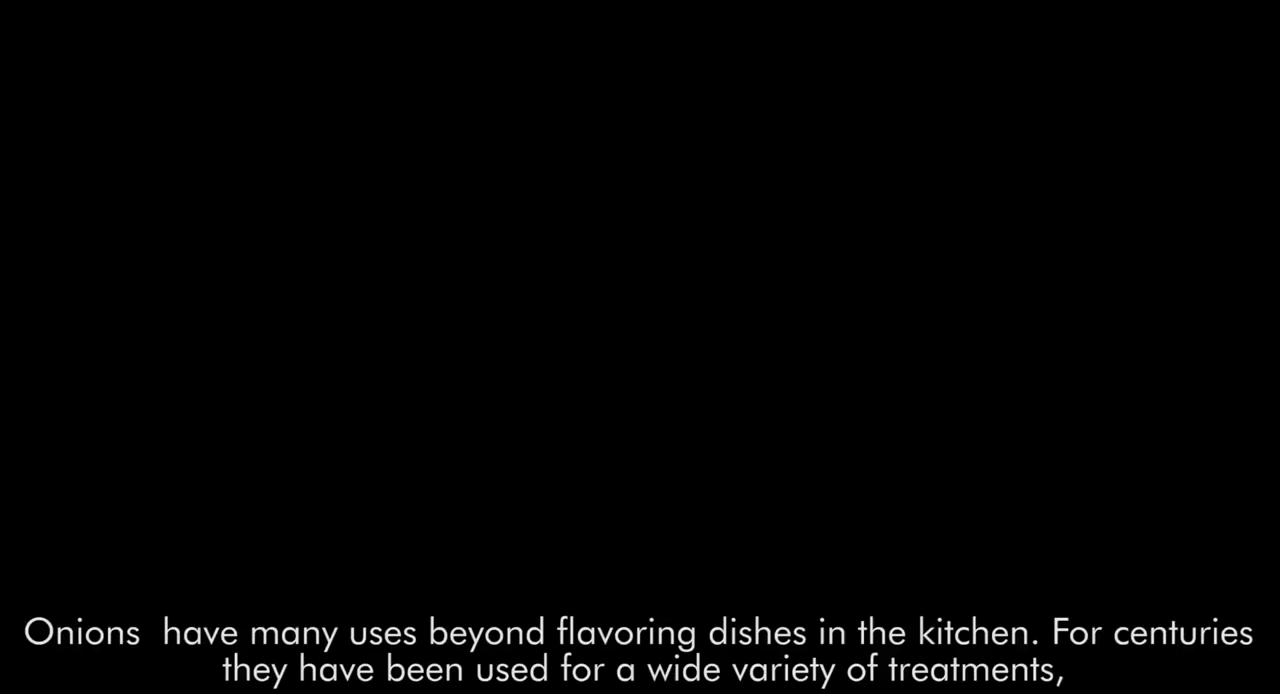 Onions  have many uses beyond flavoring dishes in the kitchen. For centuries
they have been used for a wide variety of treatments,